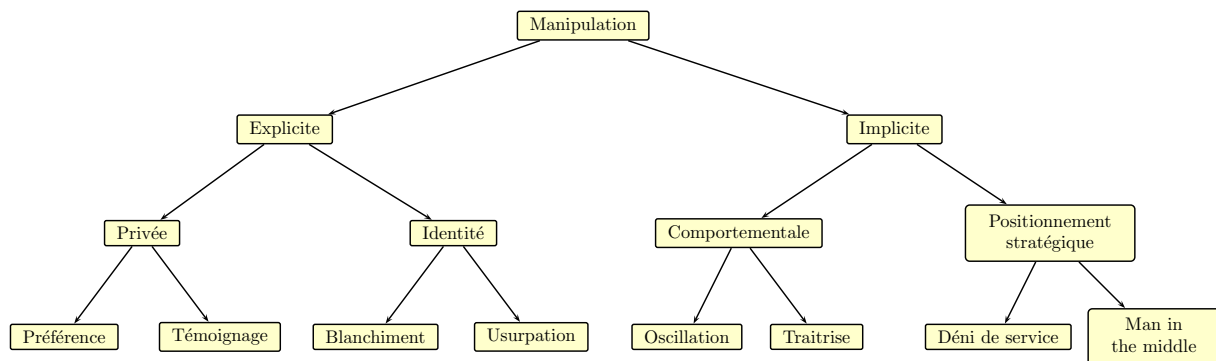 Manipulation
Explicite
Implicite
Privée
Identité
Comportementale
Positionnement
stratégique
Préférence
Témoignage
Blanchiment
Usurpation
Oscillation
Traitrise
Déni de service
Man in
the middle